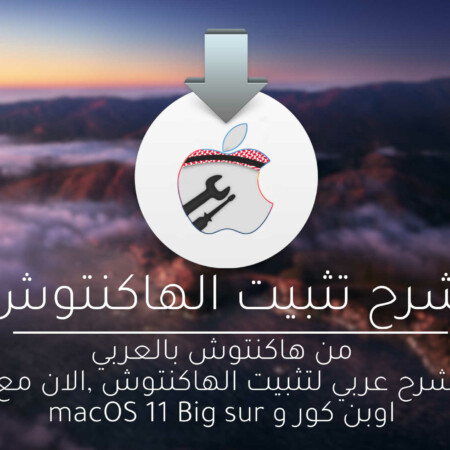 شرح تثبيت الهاكنتوش
من هاكنتوش بالعربي
شرح عربي لتثبيت الهاكنتوش ,الان مع
اوبن كور و macOS 11 Big sur